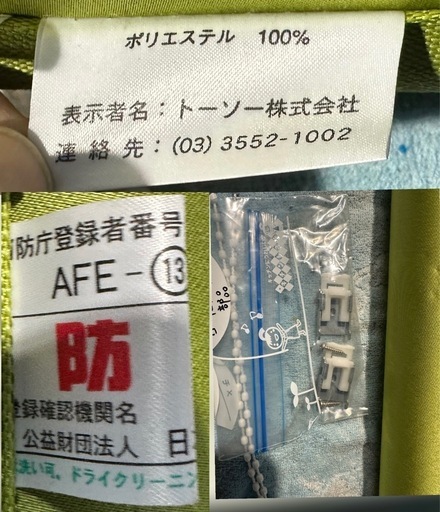 ポリエステル 100%
表示者名:トーソー株式会社
連絡先:(03)3552-1002
防庁登録者番号
AFE-⑬
防
登録確認機関名
公益財団法人 日
洗い可。ドライクリーニン